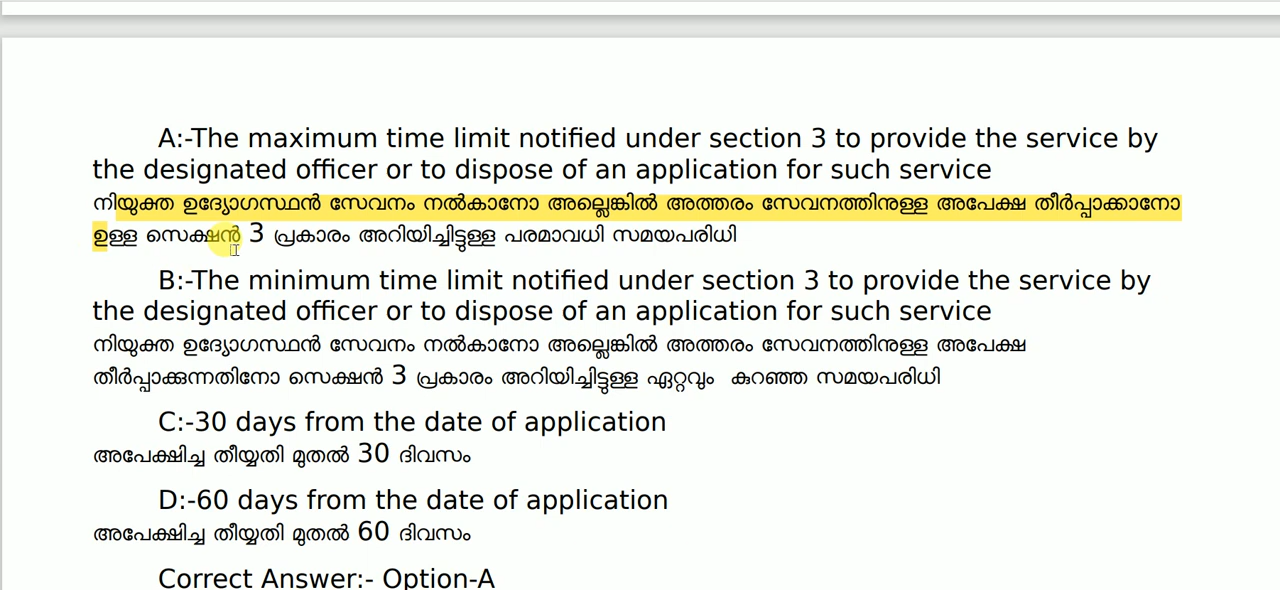 A:-The maximum time limit notified under section 3 to provide the service by
the designated officer or to dispose of an application for such service
നിയുക്ത ഉദ്യോഗസ്ഥൻ സേവനം നൽകാനോ അല്ലെങ്കിൽ അത്തരം സേവനത്തിനുള്ള അപേക്ഷ തീർപ്പാക്കാനോ
ഉള്ള സെക്ഷൻ 3 പ്രകാരം അറിയിച്ചിട്ടുള്ള പരമാവധി സമയപരിധി
B:-The minimum time limit notified under section 3 to provide the service by
the designated officer or to dispose of an application for such service
നിയുക്ത ഉദ്യോഗസ്ഥൻ സേവനം നൽകാനോ അല്ലെങ്കിൽ അത്തരം സേവനത്തിനുള്ള അപേക്ഷ
തീർപ്പാക്കുന്നതിനോ സെക്ഷൻ 3 പ്രകാരം അറിയിച്ചിട്ടുള്ള ഏറ്റവും കുറഞ്ഞ സമയപരിധി
C:-30 days from the date of application
അപേക്ഷിച്ച തീയ്യതി മുതൽ 30 ദിവസം
D:-60 days from the date of application
അപേക്ഷിച്ച തീയ്യതി മുതൽ 60 ദിവസം
Correct Answer:- Option-A